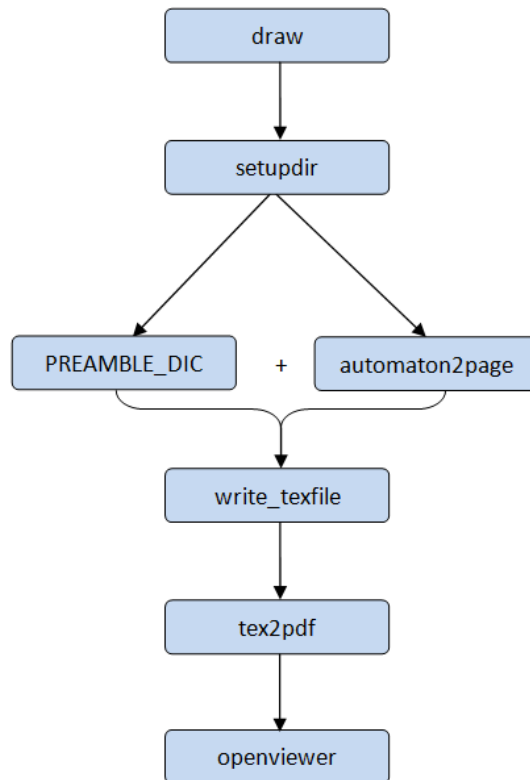 draw
setupdir
PREAMBLE_DIC + automaton2page
write_texfile
tex2pdf
openviewer